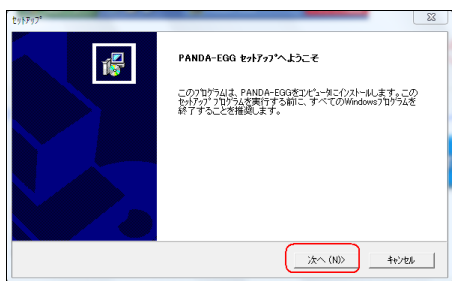 ｾｯﾄｱｯﾌﾟ
PANDA-EGG ｾｯﾄｱｯﾌﾟへようこそ
このﾌﾟﾛｸﾞﾗﾑは、PANDA-EGGをｺﾝﾋﾟｭｰﾀにｲﾝｽﾄｰﾙします。この
ｾｯﾄｱｯﾌﾟﾌﾟﾛｸﾞﾗﾑを実行する前に、すべてのWindowsﾌﾟﾛｸﾞﾗﾑを
終了することを推奨します。
次へ (N)>
ｷｬﾝｾﾙ